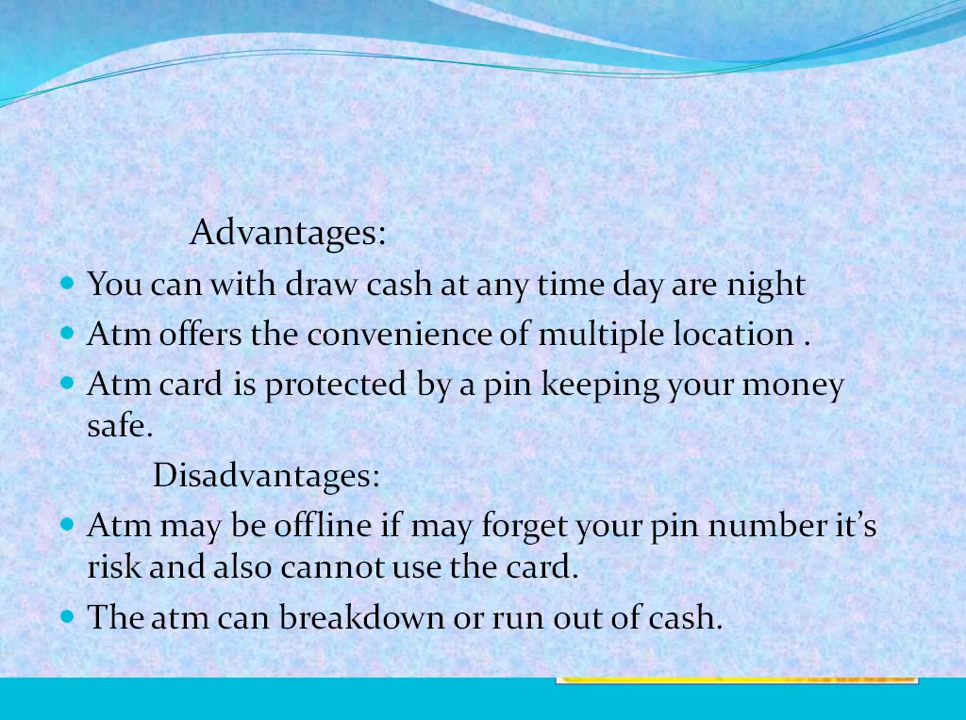 Advantages:
You can with draw cash at any time day are night
Atm offers the convenience of multiple location .
Atm card is protected by a pin keeping your money
safe.
Disadvantages:
Atm may be offline if may forget your pin number it’s
risk and also cannot use the card.
The atm can breakdown or run out of cash.